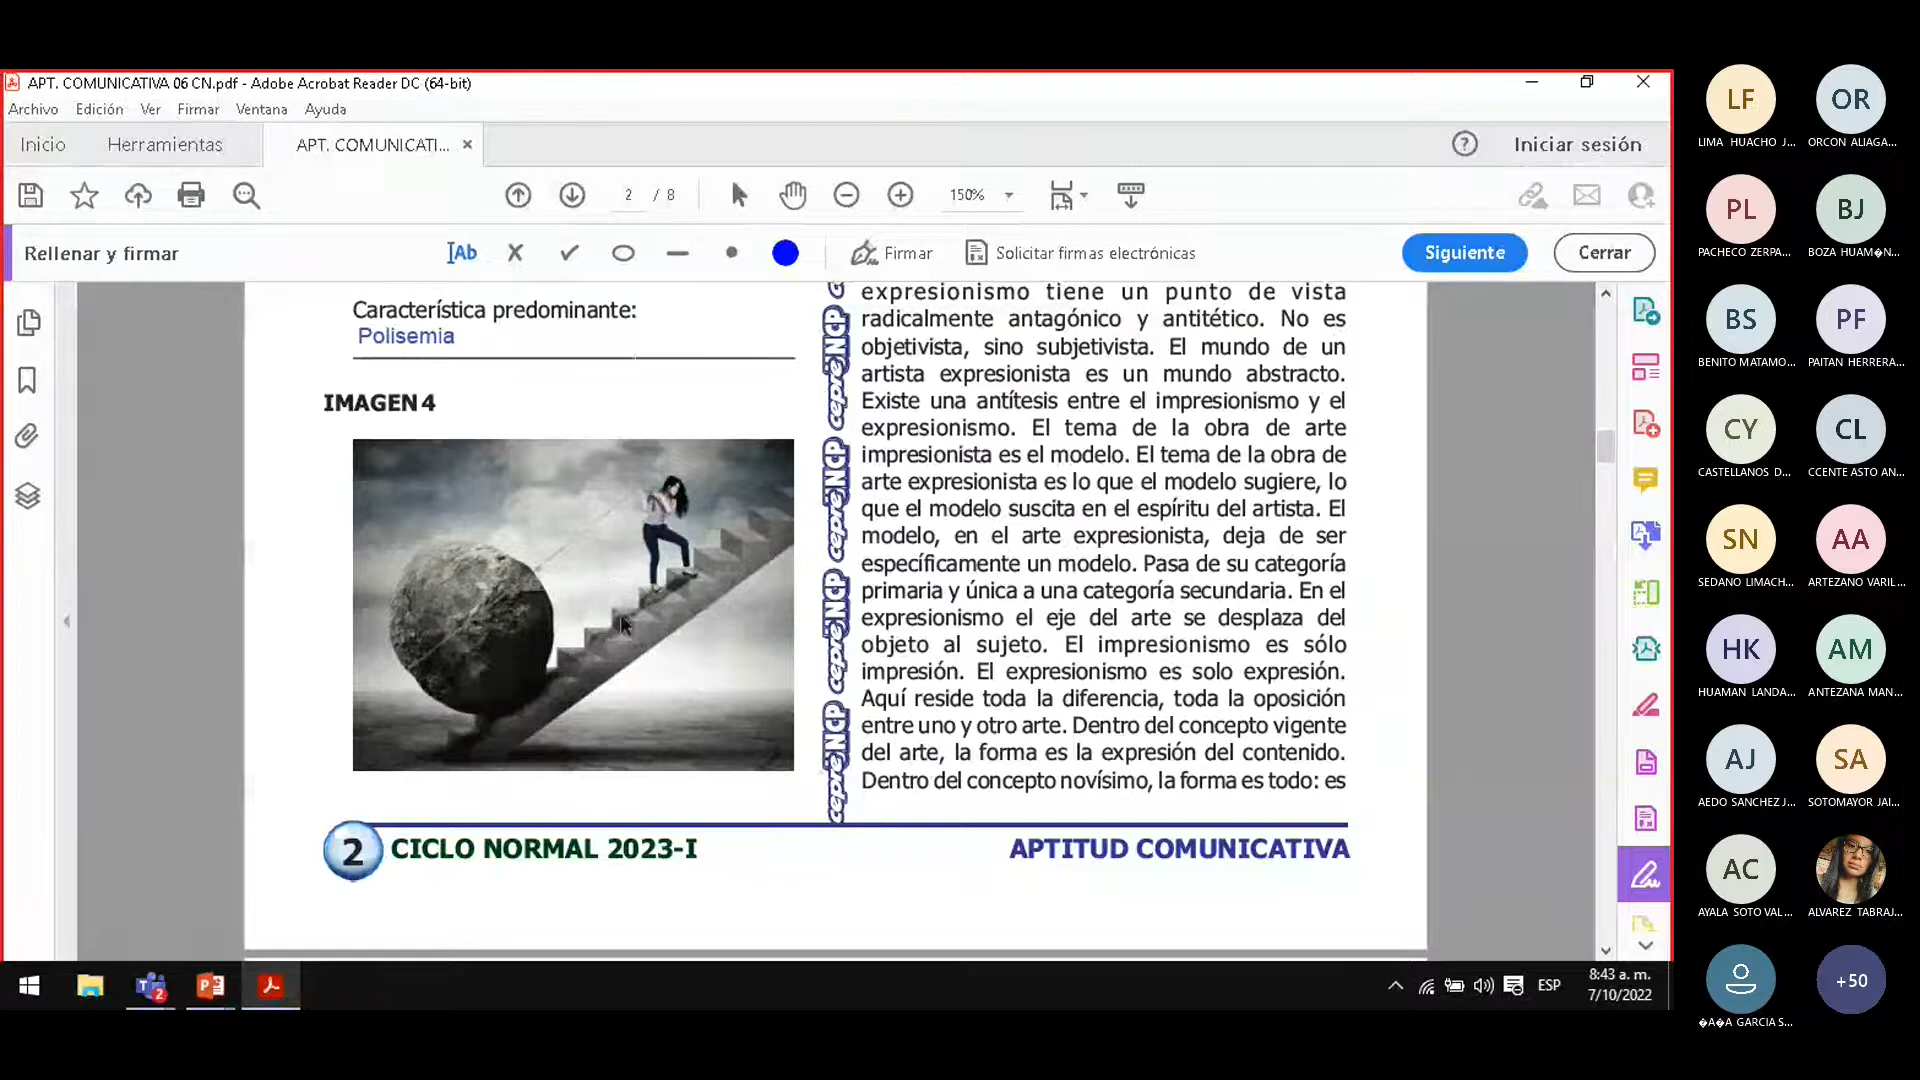 APT. COMUNICATIVA 06 CN.pdf - Adobe Acrobat Reader DC (64-bit)
Archivo Edición Ver Firmar Ventana Ayuda
Inicio Herramientas APT. COMUNICATI... × Iniciar sesión
2 / 8 150%
Rellenar y firmar Ab Firmar Solicitar firmas electrónicas Siguiente Cerrar
Característica predominante:
Polisemia
IMAGEN 4
cepreUNCP cepreUNCP cepreUNCP cepreUNCP
expresionismo tiene un punto de vista
radicalmente antagónico y antitético. No es
objetivista, sino subjetivista. El mundo de un
artista expresionista es un mundo abstracto.
Existe una antítesis entre el impresionismo y el
expresionismo. El tema de la obra de arte
impresionista es el modelo. El tema de la obra de
arte expresionista es lo que el modelo sugiere, lo
que el modelo suscita en el espíritu del artista. El
modelo, en el arte expresionista, deja de ser
específicamente un modelo. Pasa de su categoría
primaria y única a una categoría secundaria. En el
expresionismo el eje del arte se desplaza del
objeto al sujeto. El impresionismo es sólo
impresión. El expresionismo es solo expresión.
Aquí reside toda la diferencia, toda la oposición
entre uno y otro arte. Dentro del concepto vigente
del arte, la forma es la expresión del contenido.
Dentro del concepto novísimo, la forma es todo: es
2 CICLO NORMAL 2023-I APTITUD COMUNICATIVA
ESP
8:43 a. m.
7/10/2022
LF OR
LIMA HUACHO J... ORCON ALIAGA...
PL BJ
PACHECO ZERPA... BOZA HUAM�N...
BS PF
BENITO MATAMO... PAITAN HERRERA...
CY CL
CASTELLANOS D... CCENTE ASTO AN...
SN AA
SEDANO LIMACH... ARTEZANO VARIL...
HK AM
HUAMAN LANDA... ANTEZANA MAN...
AJ SA
AEDO SANCHEZ J... SOTOMAYOR JAI...
AC
AYALA SOTO VAL... ALVAREZ TABRAJ...
+50
�A�A GARCIA S...